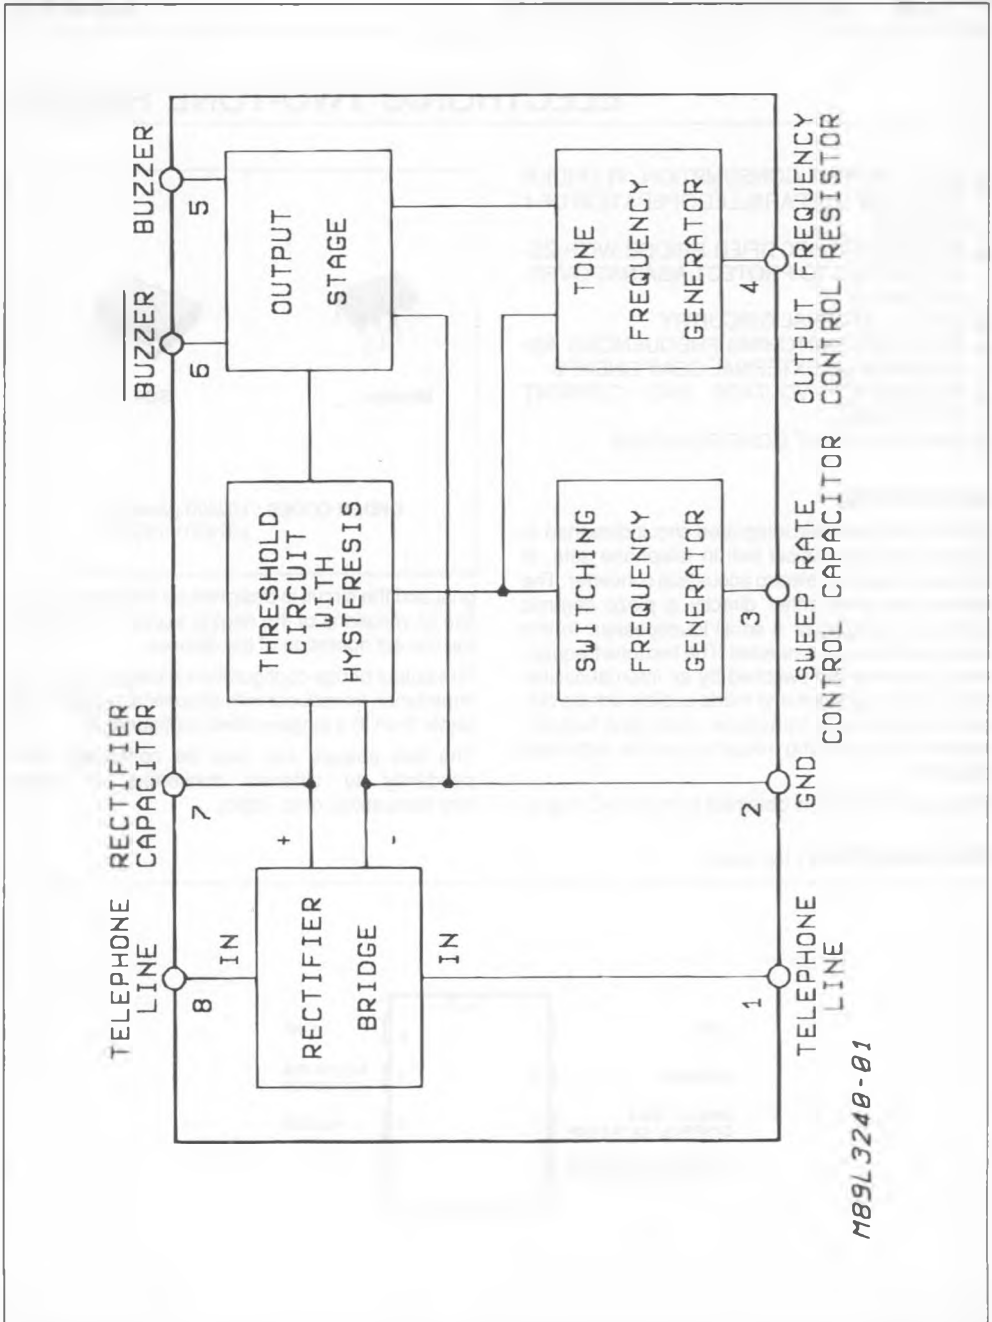 TELEPHONE
LINE
RECTIFIER
CAPACITOR
BUZZER
BUZZER
8
7
6
5
IN
+
-
RECTIFIER
BRIDGE
IN
THRESHOLD
CIRCUIT
WITH
HYSTERESIS
OUTPUT
STAGE
SWITCHING
FREQUENCY
GENERATOR
TONE
FREQUENCY
GENERATOR
1
2
3
4
TELEPHONE
LINE
GND
SWEEP RACE
CONTROL CAPACITOR
OUTPUT FREQUENCY
CONTROL RESISTOR
M89L3240-01